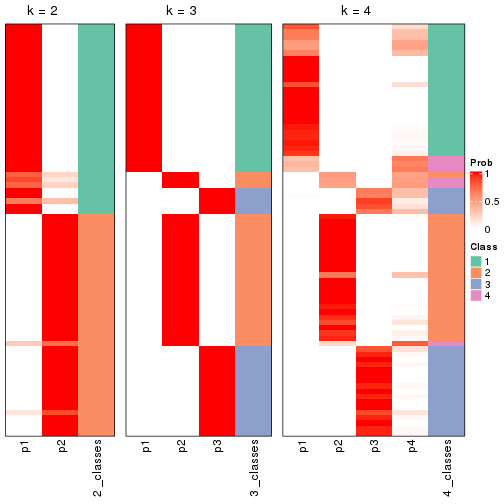 k = 2
k = 3
k = 4
p1
p2
2_classes
p1
p2
p3
3_classes
p1
p2
p3
p4
4_classes
Prob
1
0.5
0
Class
1
2
3
4